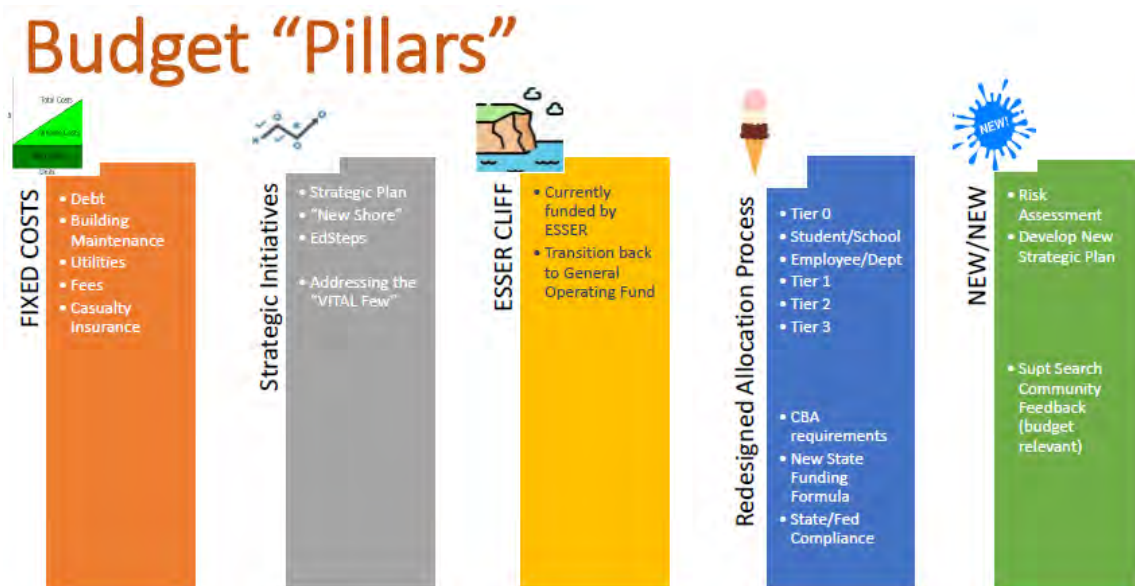 Budget “Pillars”
Total Costs
FIXED COSTS
• Debt
• Building
Maintenance
• Utilities
• Fees
• Casualty
Insurance
Strategic Initiatives
• Strategic Plan
• "New Shore"
• EdSteps
• Addressing the
"VITAL Few"
ESSER CLIFF
• Currently
funded by
ESSER
• Transition back
to General
Operating Fund
Redesigned Allocation Process
• Tier 0
• Student/School
• Employee/Dept
• Tier 1
• Tier 2
• Tier 3
• CBA
requirements
• New State
Funding
Formula
• State/Fed
Compliance
NEW!
NEW/NEW
• Risk
Assessment
• Develop New
Strategic Plan
• Supt Search
Community
Feedback
(budget
relevant)